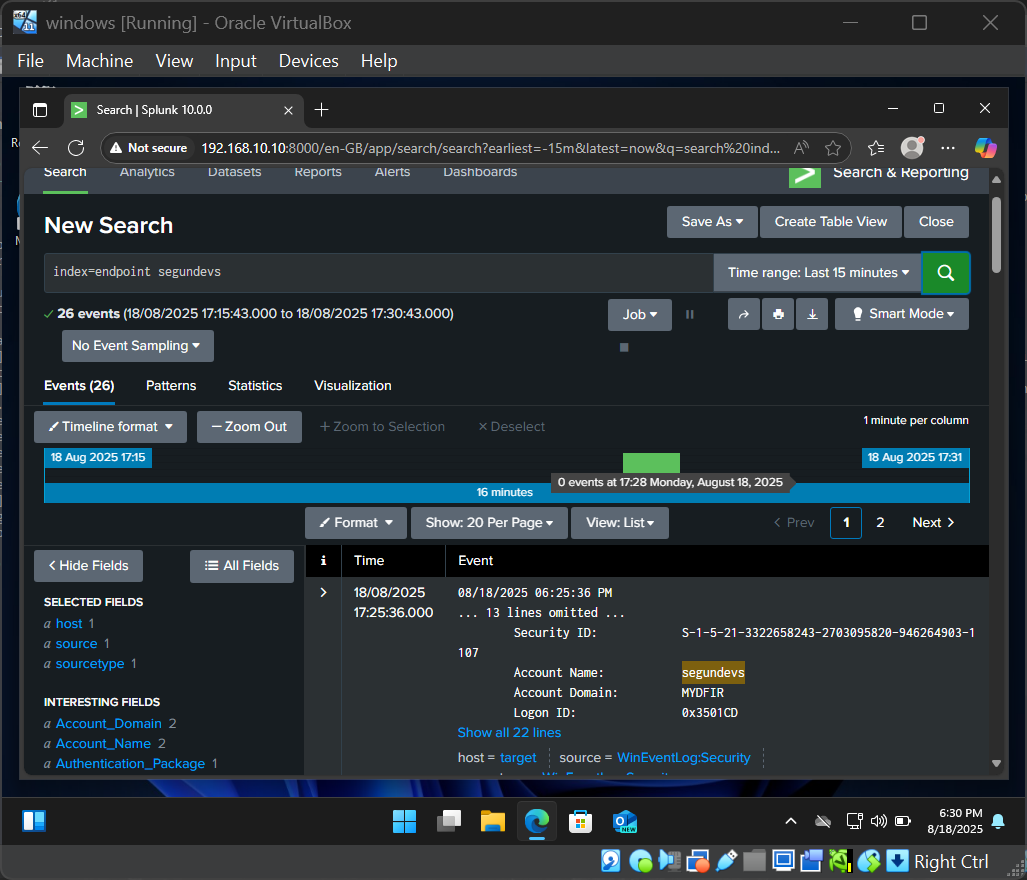 windows [Running] - Oracle VirtualBox
File Machine View Input Devices Help
Search | Splunk 10.0.0
Not secure 192.168.10.10:8000/en-GB/app/search/search?earliest=-15m&latest=now&q=search%20ind...
Search Analytics Datasets Reports Alerts Dashboards Search & Reporting
New Search
Save As Create Table View Close
index=endpoint segundevs
Time range: Last 15 minutes
26 events (18/08/2025 17:15:43.000 to 18/08/2025 17:30:43.000)
Job Smart Mode
No Event Sampling
Events (26) Patterns Statistics Visualization
Timeline format — Zoom Out + Zoom to Selection × Deselect
1 minute per column
18 Aug 2025 17:15 18 Aug 2025 17:31
0 events at 17:28 Monday, August 18, 2025
16 minutes
Format Show: 20 Per Page View: List < Prev 1 2 Next >
< Hide Fields All Fields
i Time Event
SELECTED FIELDS
a host 1
a source 1
a sourcetype 1
INTERESTING FIELDS
a Account_Domain 2
a Account_Name 2
a Authentication_Package 1
> 18/08/2025
17:25:36.000
08/18/2025 06:25:36 PM
... 13 lines omitted ...
Security ID: S-1-5-21-3322658243-2703095820-946264903-1
107
Account Name: segundevs
Account Domain: MYDFIR
Logon ID: 0x3501CD
Show all 22 lines
host = target source = WinEventLog:Security
6:30 PM
8/18/2025
Right Ctrl